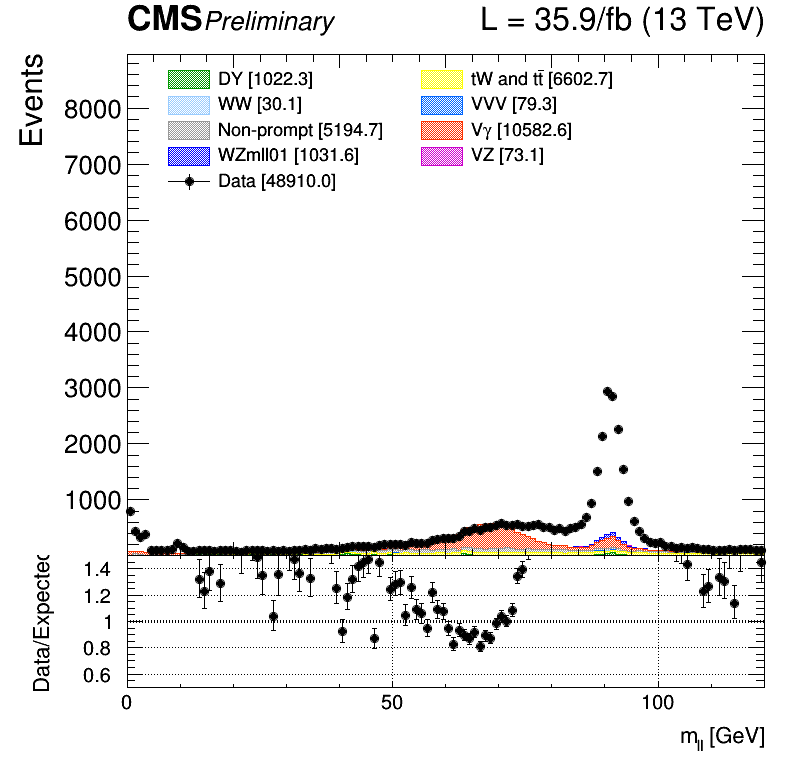 CMS Preliminary L = 35.9/fb (13 TeV)
Events
DY [1022.3] tW and tt̄ [6602.7]
WW [30.1] VVV [79.3]
Non-prompt [5194.7] Vγ [10582.6]
WZmll01 [1031.6] VZ [73.1]
Data [48910.0]
8000
7000
6000
5000
4000
3000
2000
1000
Data/Expected
1.4
1.2
1
0.8
0.6
0 50 100
m_ll [GeV]